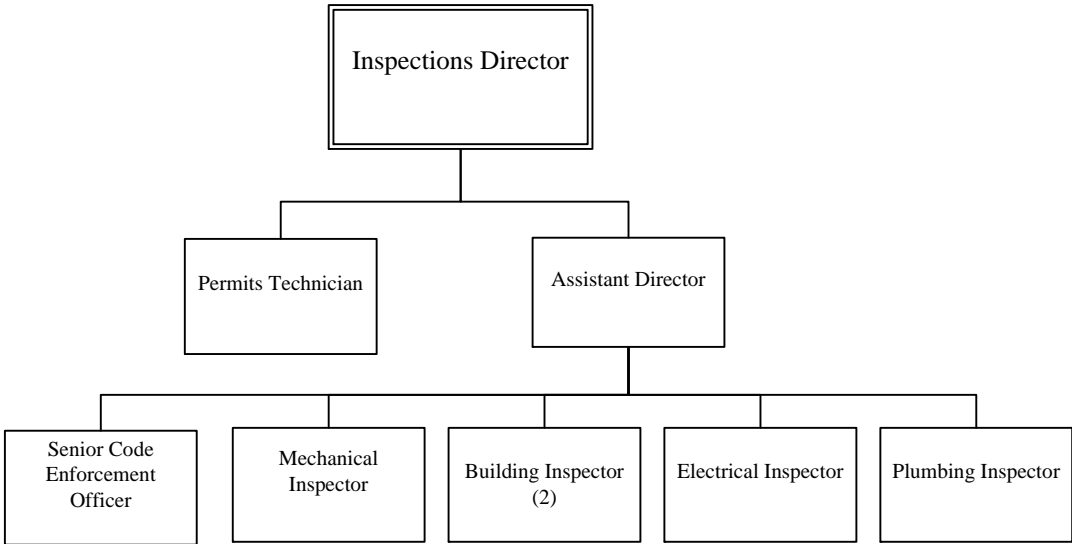 Inspections Director
Permits Technician
Assistant Director
Senior Code
Enforcement
Officer
Mechanical
Inspector
Building Inspector
(2)
Electrical Inspector
Plumbing Inspector